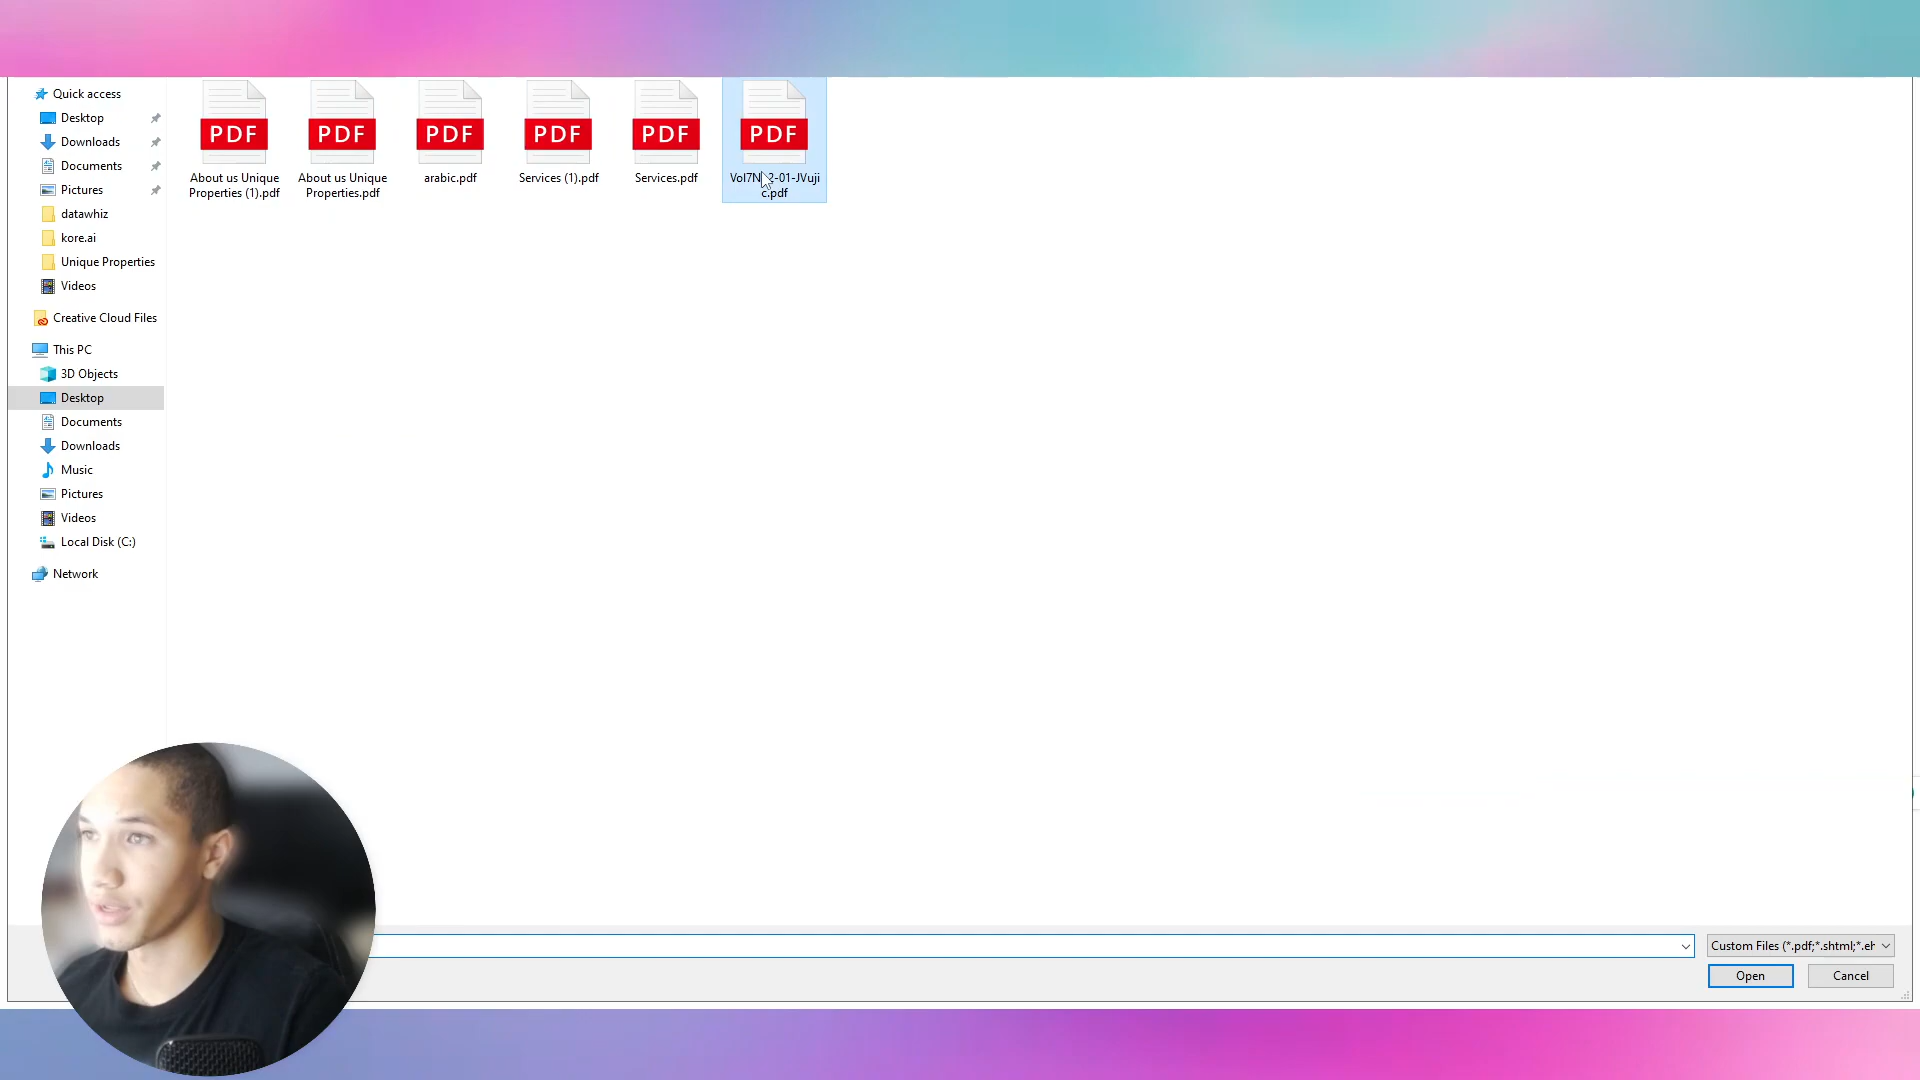 Quick access
Desktop
Downloads
Documents
Pictures
datawhiz
kore.ai
Unique Properties
Videos
Creative Cloud Files
This PC
3D Objects
Desktop
Documents
Downloads
Music
Pictures
Videos
Local Disk (C:)
Network
PDF
About us Unique
Properties (1).pdf
PDF
About us Unique
Properties.pdf
PDF
arabic.pdf
PDF
Services (1).pdf
PDF
Services.pdf
PDF
2-01-JVuji
c.pdf
Custom Files (*.pdf;*.shtml;*.eh
Open
Cancel